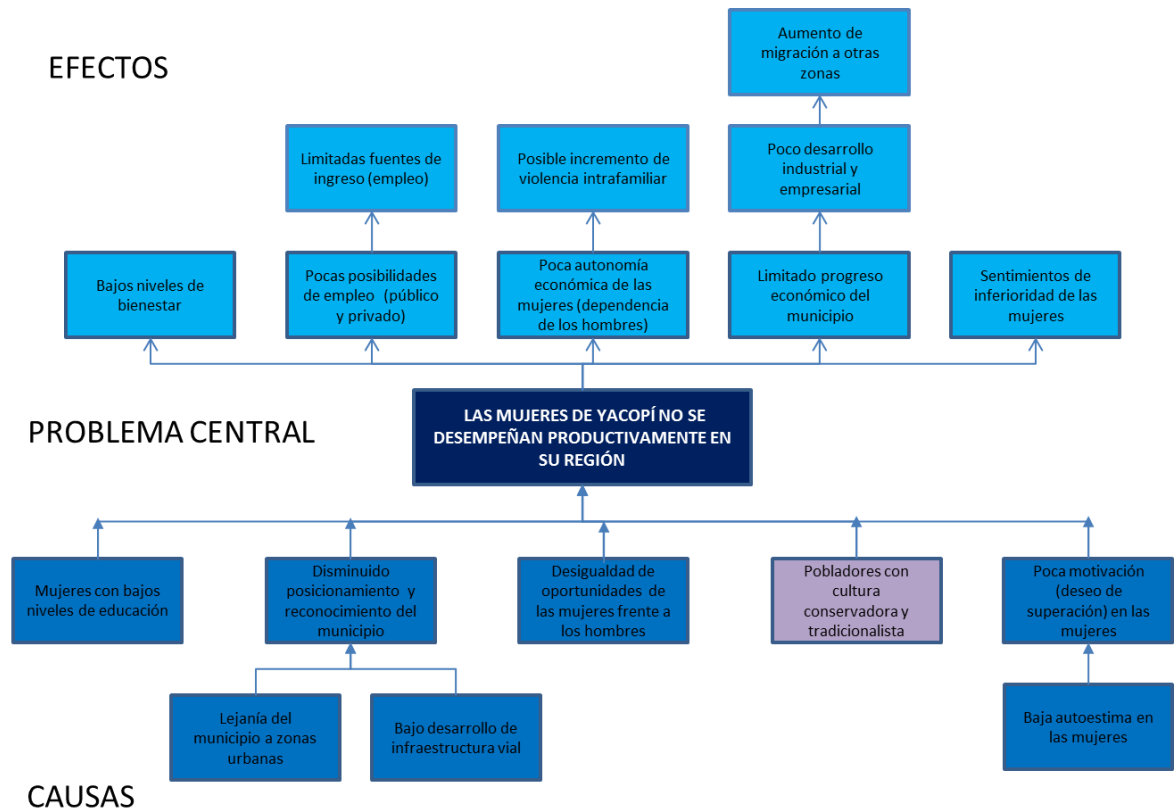 Aumento de
migración a otras
zonas
EFECTOS
Limitadas fuentes de
ingreso (empleo)
Posible incremento de
violencia intrafamiliar
Poco desarrollo
industrial y
empresarial
Bajos niveles de
bienestar
Pocas posibilidades
de empleo (público
y privado)
Poca autonomía
económica de las
mujeres (dependencia
de los hombres)
Limitado progreso
económico del
municipio
Sentimientos de
inferioridad de las
mujeres
PROBLEMA CENTRAL
LAS MUJERES DE YACOPÍ NO SE
DESEMPEÑAN PRODUCTIVAMENTE EN
SU REGIÓN
Mujeres con bajos
niveles de educación
Disminuido
posicionamiento y
reconocimiento del
municipio
Desigualdad de
oportunidades de
las mujeres frente a
los hombres
Pobladores con
cultura
conservadora y
tradicionalista
Poca motivación
(deseo de
superación) en las
mujeres
Lejanía del
municipio a zonas
urbanas
Bajo desarrollo de
infraestructura vial
Baja autoestima en
las mujeres
CAUSAS